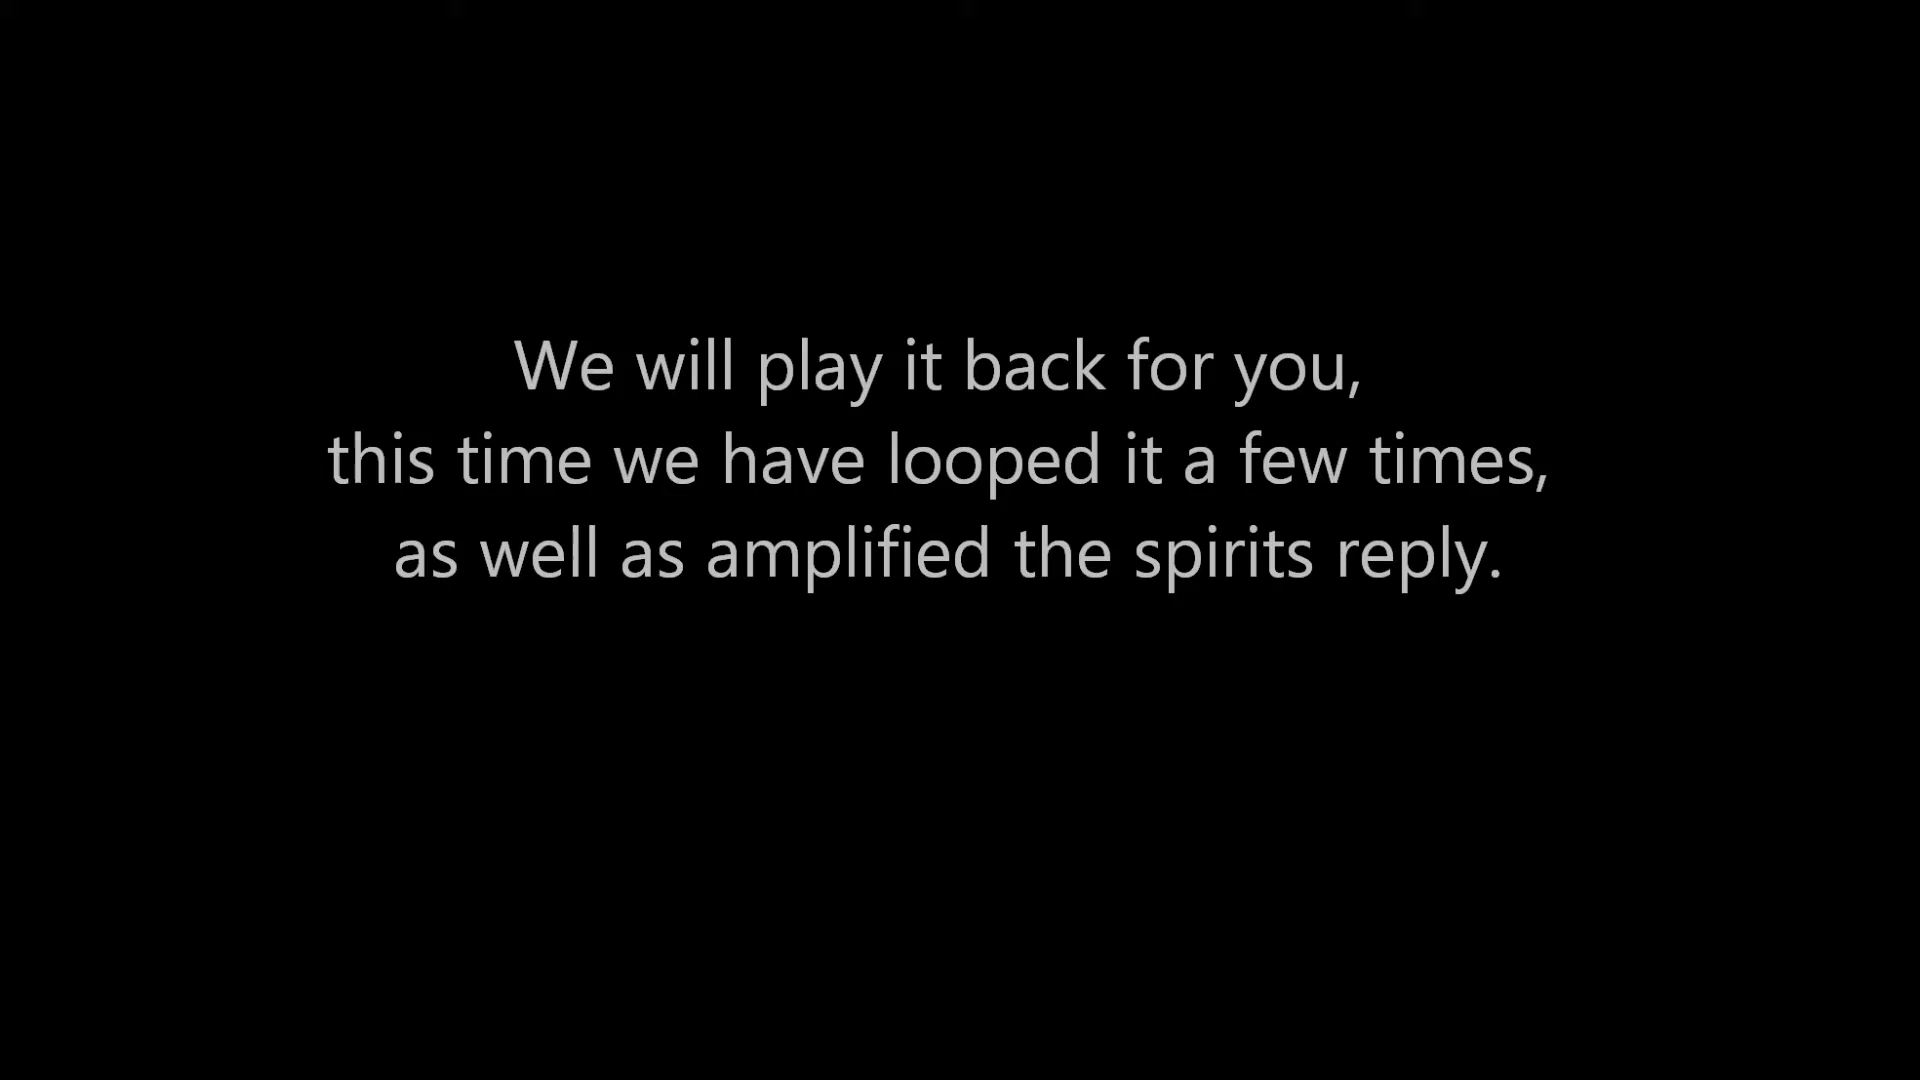 We will play it back for you,
this time we have looped it a few times,
as well as amplified the spirits reply.